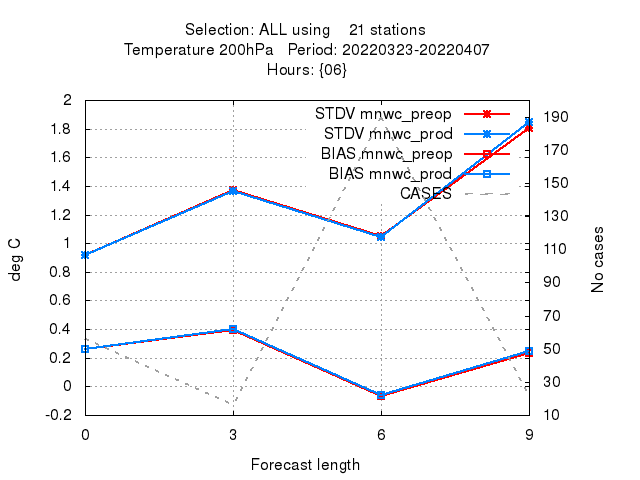 Selection: ALL using 21 stations
Temperature 200hPa Period: 20220323-20220407
Hours: {06}
STDV mnwc_preop
STDV mnwc_prod
BIAS mnwc_preop
BIAS mnwc_prod
CASES
deg C
2
1.8
1.6
1.4
1.2
1
0.8
0.6
0.4
0.2
0
-0.2
No cases
190
170
150
130
110
90
70
50
30
10
0 3 6 9
Forecast length